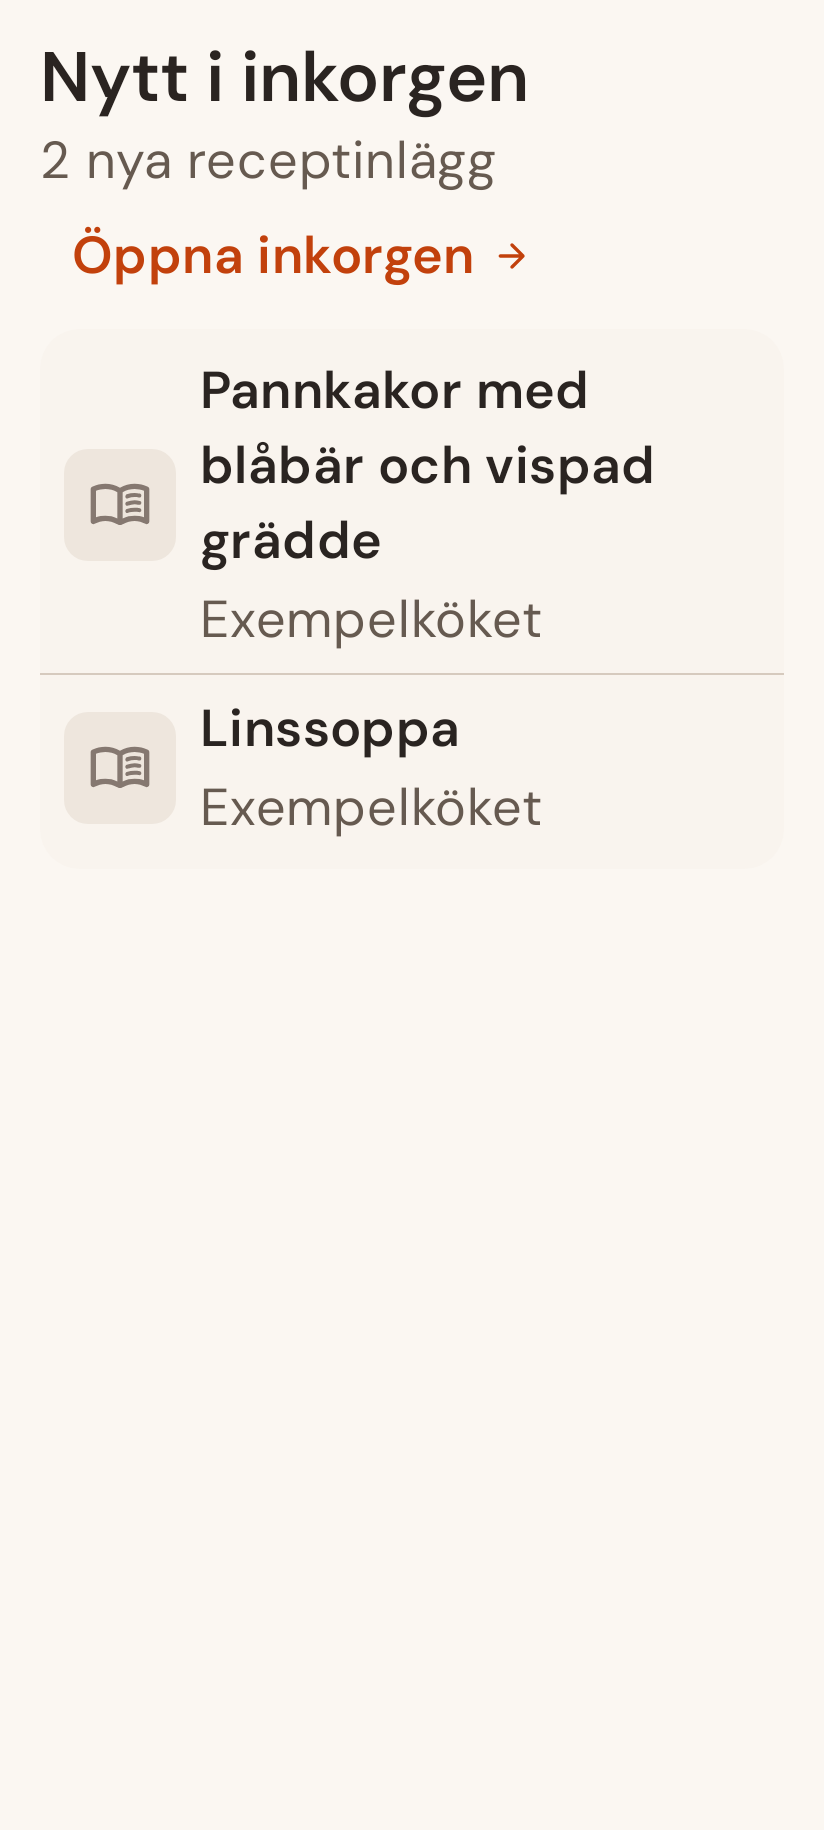 Nytt i inkorgen
2 nya receptinlägg
Öppna inkorgen →
Pannkakor med
blåbär och vispad
grädde
Exempelköket
Linssoppa
Exempelköket